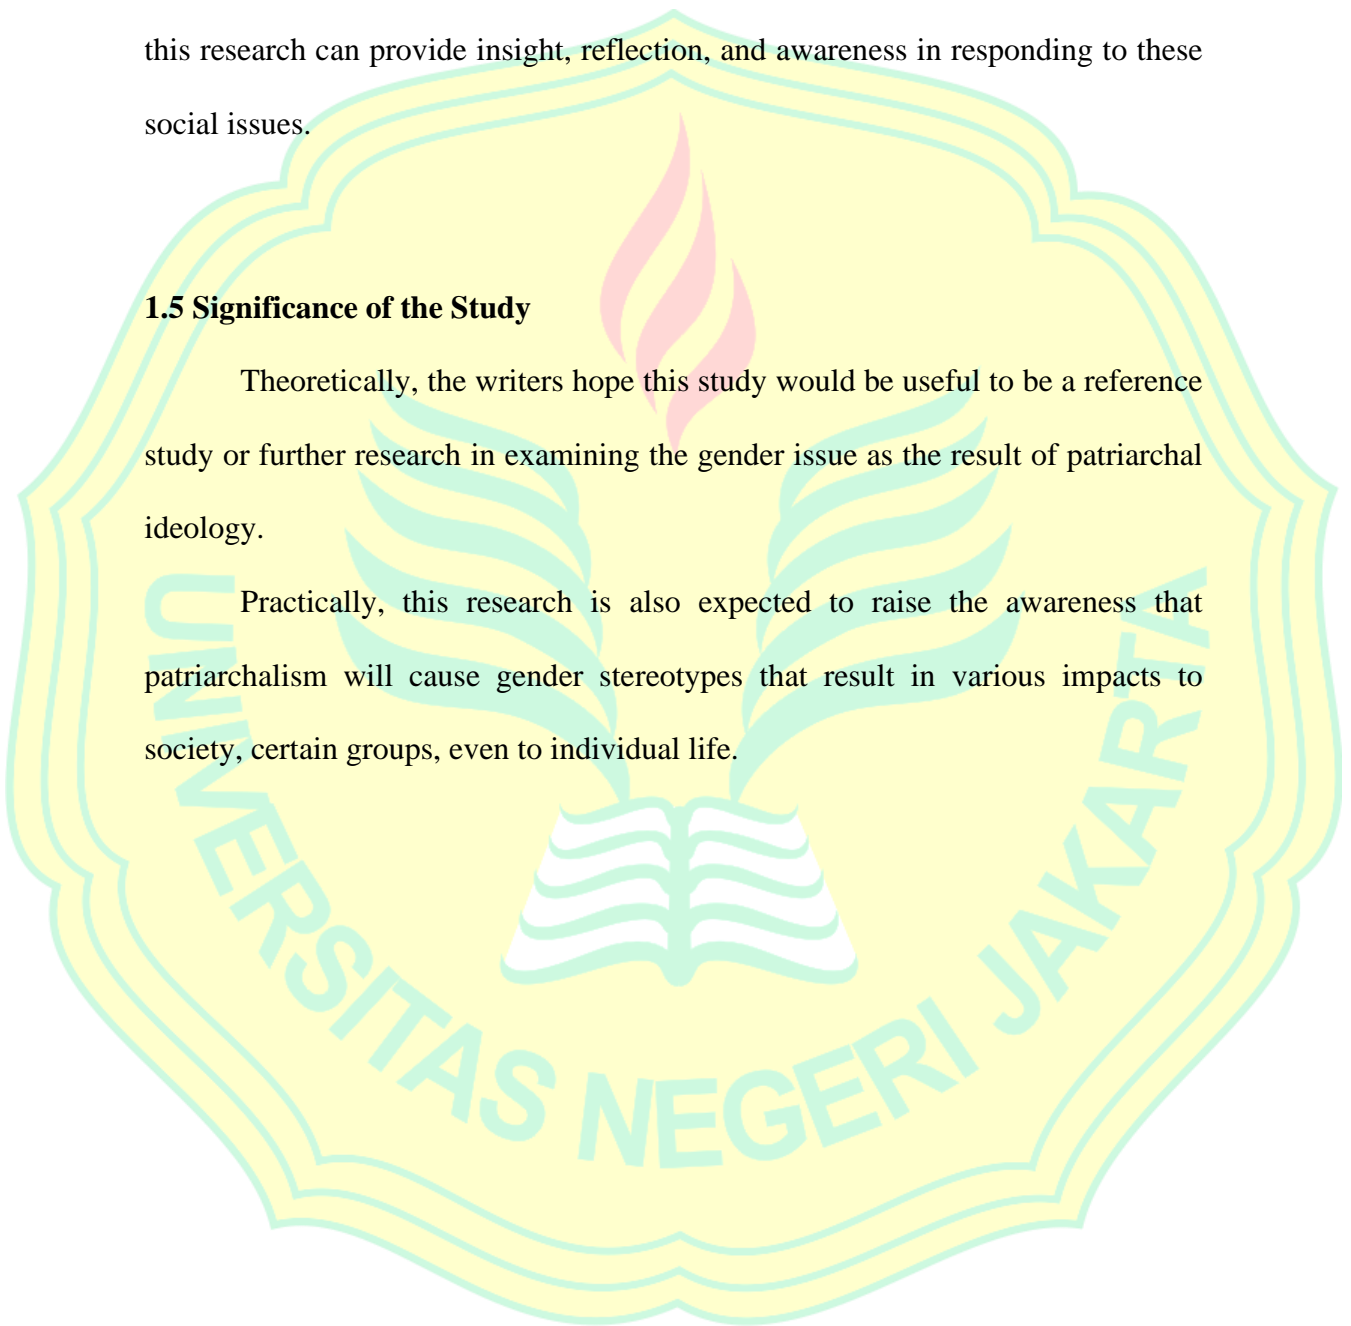 this research can provide insight, reflection, and awareness in responding to these
social issues.
1.5 Significance of the Study
Theoretically, the writers hope this study would be useful to be a reference
study or further research in examining the gender issue as the result of patriarchal
ideology.
Practically, this research is also expected to raise the awareness that
patriarchalism will cause gender stereotypes that result in various impacts to
society, certain groups, even to individual life.
UNIVERSITAS NEGERI JAKARTA